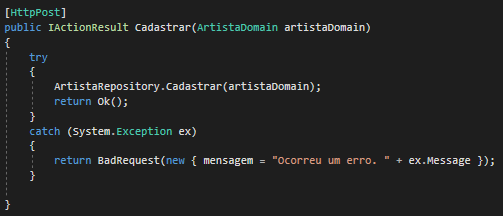 [HttpPost]
public IActionResult Cadastrar(ArtistaDomain artistaDomain)
{
try
{
ArtistaRepository.Cadastrar(artistaDomain);
return Ok();
}
catch (System.Exception ex)
{
return BadRequest(new { mensagem = "Ocorreu um erro. " + ex.Message });
}
}